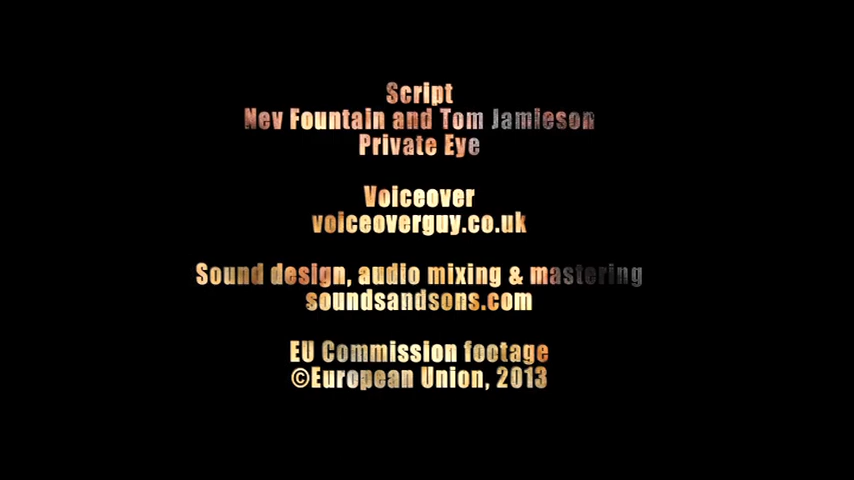 Script
Nev Fountain and Tom Jamieson
Private Eye
Voiceover
voiceoverguy.co.uk
Sound design, audio mixing & mastering
soundsandsons.com
EU Commission footage
©European Union, 2013